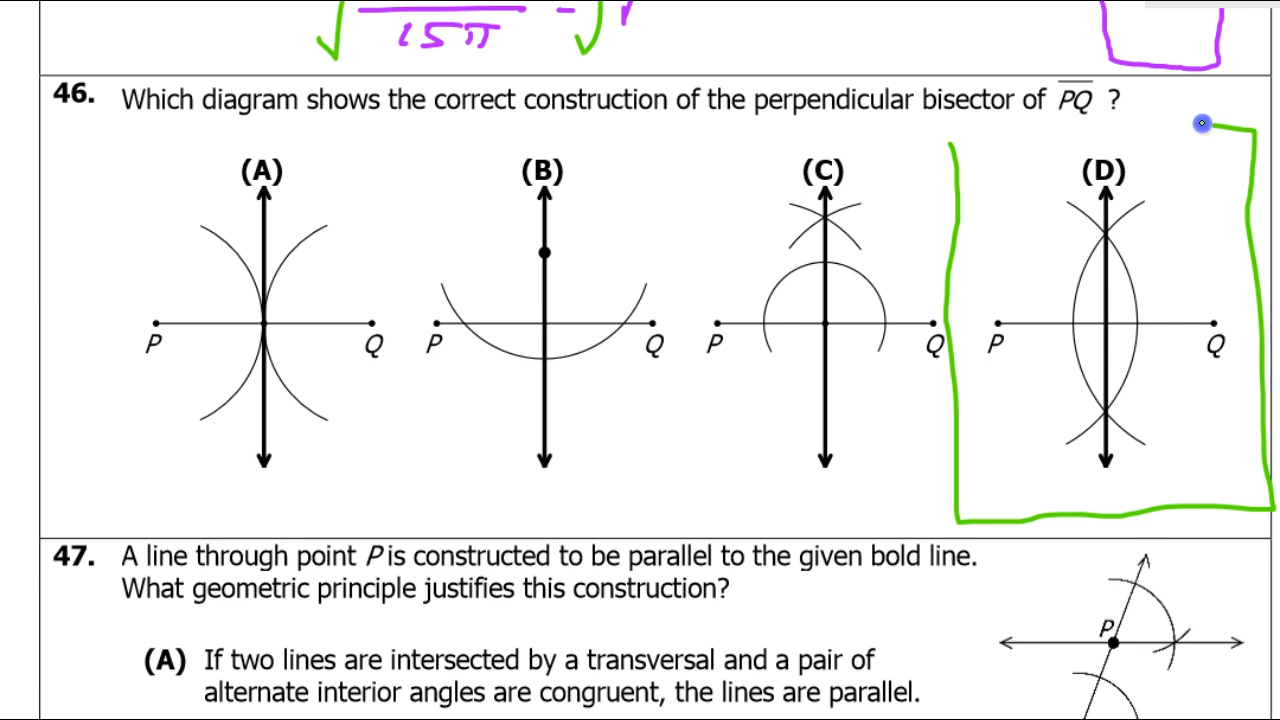 15π
46. Which diagram shows the correct construction of the perpendicular bisector of PQ ?
(A) (B) (C) (D)
P Q P Q P Q P Q
47. A line through point P is constructed to be parallel to the given bold line.
What geometric principle justifies this construction?
P
(A) If two lines are intersected by a transversal and a pair of
alternate interior angles are congruent, the lines are parallel.